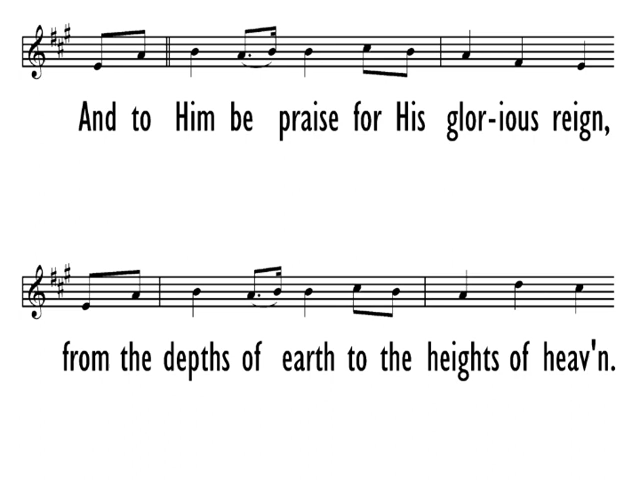 And to Him be praise for His glor-ious reign,
from the depths of earth to the heights of heav'n.